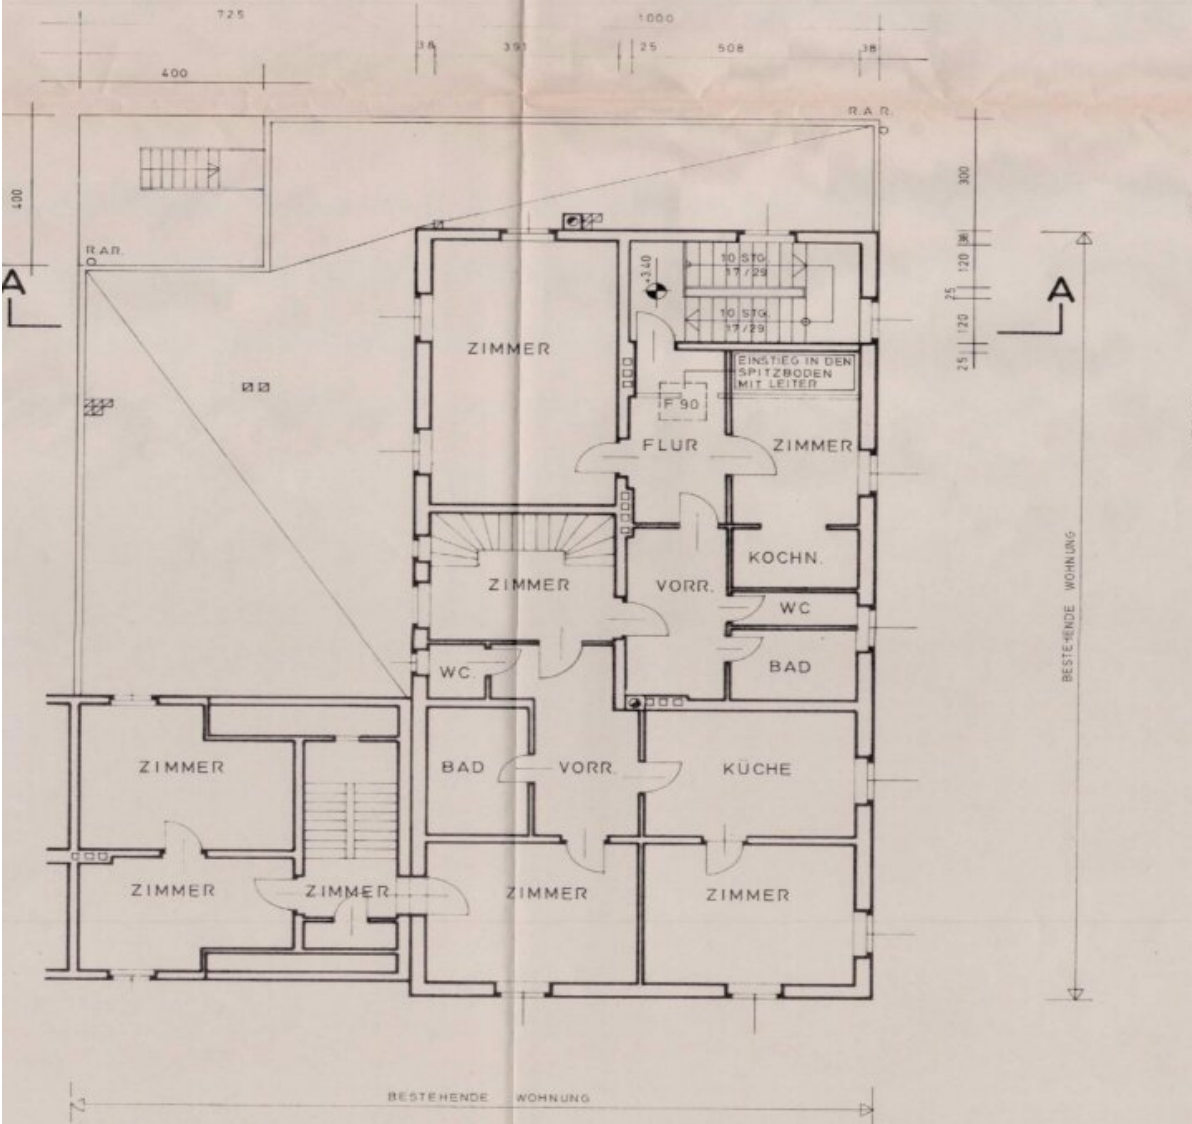 725
1000
38
391
25
508
38
400
R.A.R.
400
300
R.A.R.
38
10 STG.
17/29
+3.40
120
A
A
25
10 STG.
17/29
120
ZIMMER
25
EINSTIEG IN DEN
SPITZBODEN
MIT LEITER
F 90
FLUR
ZIMMER
KOCHN.
ZIMMER
VORR.
WC
BESTEHENDE WOHNUNG
WC.
BAD
ZIMMER
BAD
VORR.
KÜCHE
ZIMMER
ZIMMER
ZIMMER
ZIMMER
BESTEHENDE WOHNUNG